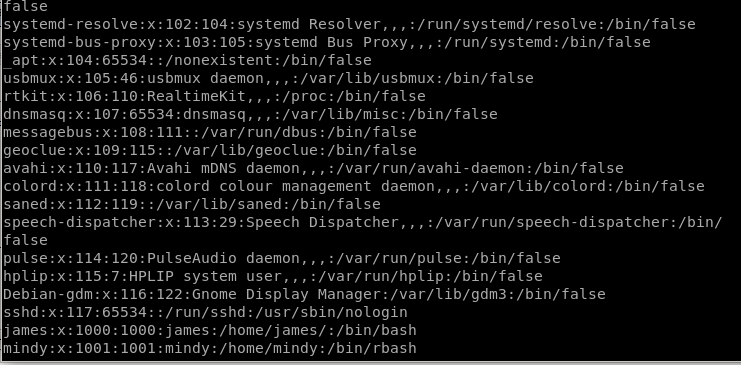 false
systemd-resolve:x:102:104:systemd Resolver,,,:/run/systemd/resolve:/bin/false
systemd-bus-proxy:x:103:105:systemd Bus Proxy,,,:/run/systemd:/bin/false
_apt:x:104:65534::/nonexistent:/bin/false
usbmux:x:105:46:usbmux daemon,,,:/var/lib/usbmux:/bin/false
rtkit:x:106:110:RealtimeKit,,,:/proc:/bin/false
dnsmasq:x:107:65534:dnsmasq,,,:/var/lib/misc:/bin/false
messagebus:x:108:111::/var/run/dbus:/bin/false
geoclue:x:109:115::/var/lib/geoclue:/bin/false
avahi:x:110:117:Avahi mDNS daemon,,,:/var/run/avahi-daemon:/bin/false
colord:x:111:118:colord colour management daemon,,,:/var/lib/colord:/bin/false
saned:x:112:119::/var/lib/saned:/bin/false
speech-dispatcher:x:113:29:Speech Dispatcher,,,:/var/run/speech-dispatcher:/bin/
false
pulse:x:114:120:PulseAudio daemon,,,:/var/run/pulse:/bin/false
hplip:x:115:7:HPLIP system user,,,:/var/run/hplip:/bin/false
Debian-gdm:x:116:122:Gnome Display Manager:/var/lib/gdm3:/bin/false
sshd:x:117:65534::/run/sshd:/usr/sbin/nologin
james:x:1000:1000:james:/home/james/:/bin/bash
mindy:x:1001:1001:mindy:/home/mindy:/bin/rbash